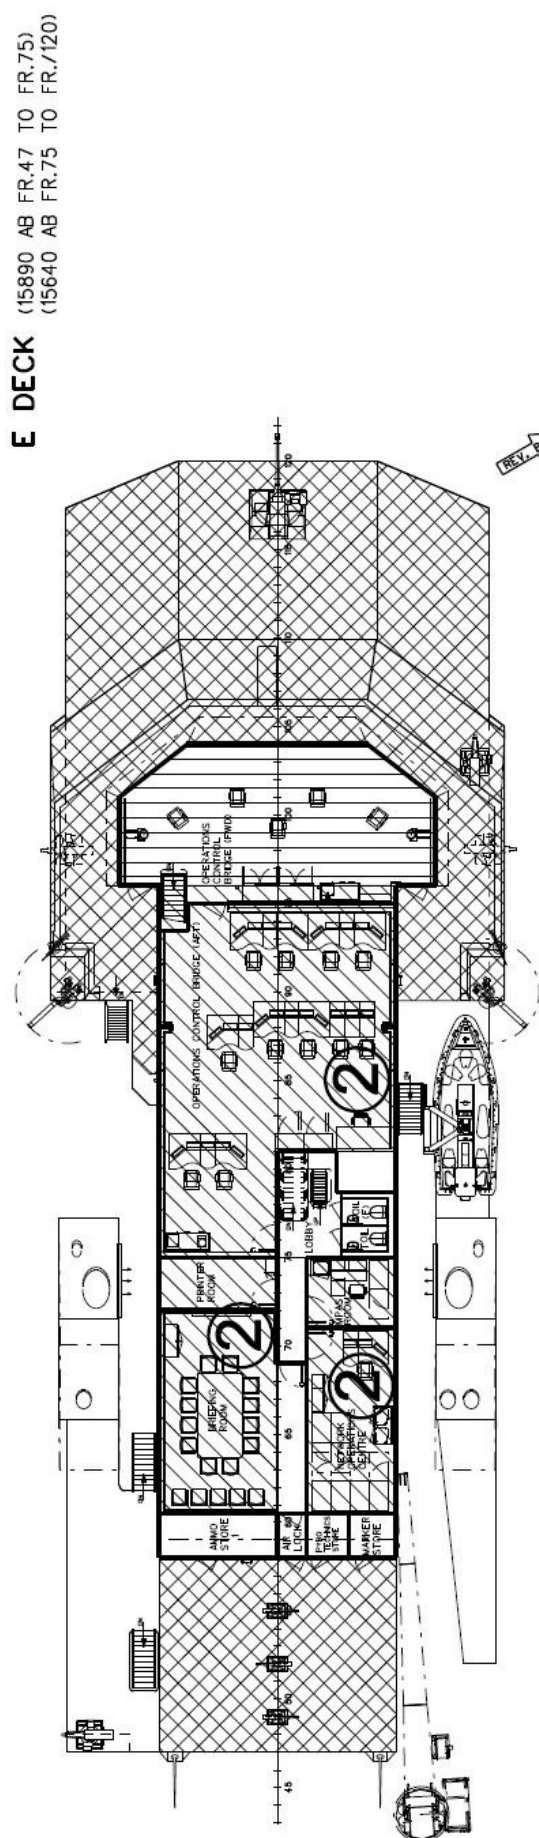 E DECK
(15890 AB FR.47 TO FR.75)
(15640 AB FR.75 TO FR./120)
REV.
120
115
110
105
100
OPERATIONS
CONTROL
BRIDGE (FWD)
90
OPERATIONS CONTROL BRIDGE (AFT)
85
2
LOBBY
75
PRINTER
ROOM
70
2
BRIEFING
ROOM
2
65
NETWORK
OPERATIONS
CENTRE
60
AMMO
STORE
AIR
LOCK
PYRO
TECHNICS
STORE
MARKER
STORE
50
45